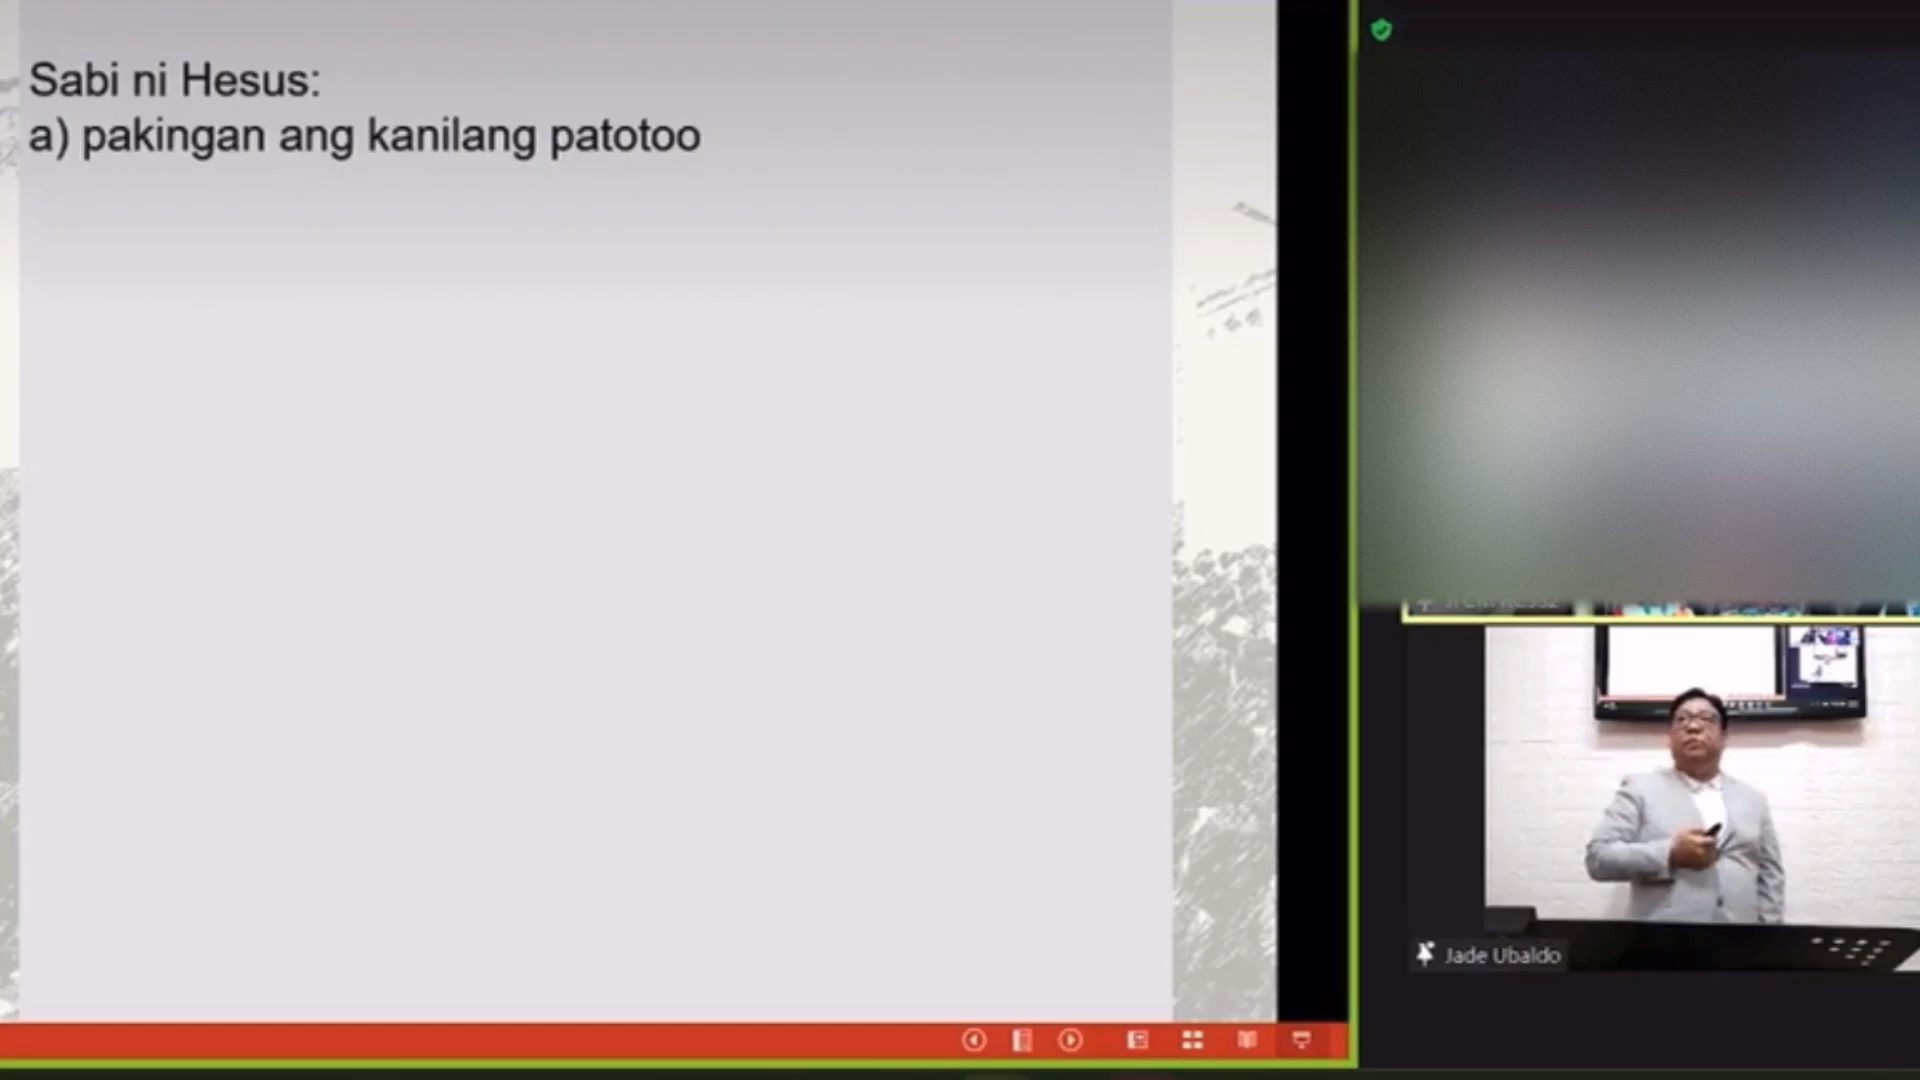 Sabi ni Hesus:
a) pakingan ang kanilang patotoo
Jade Ubaldo